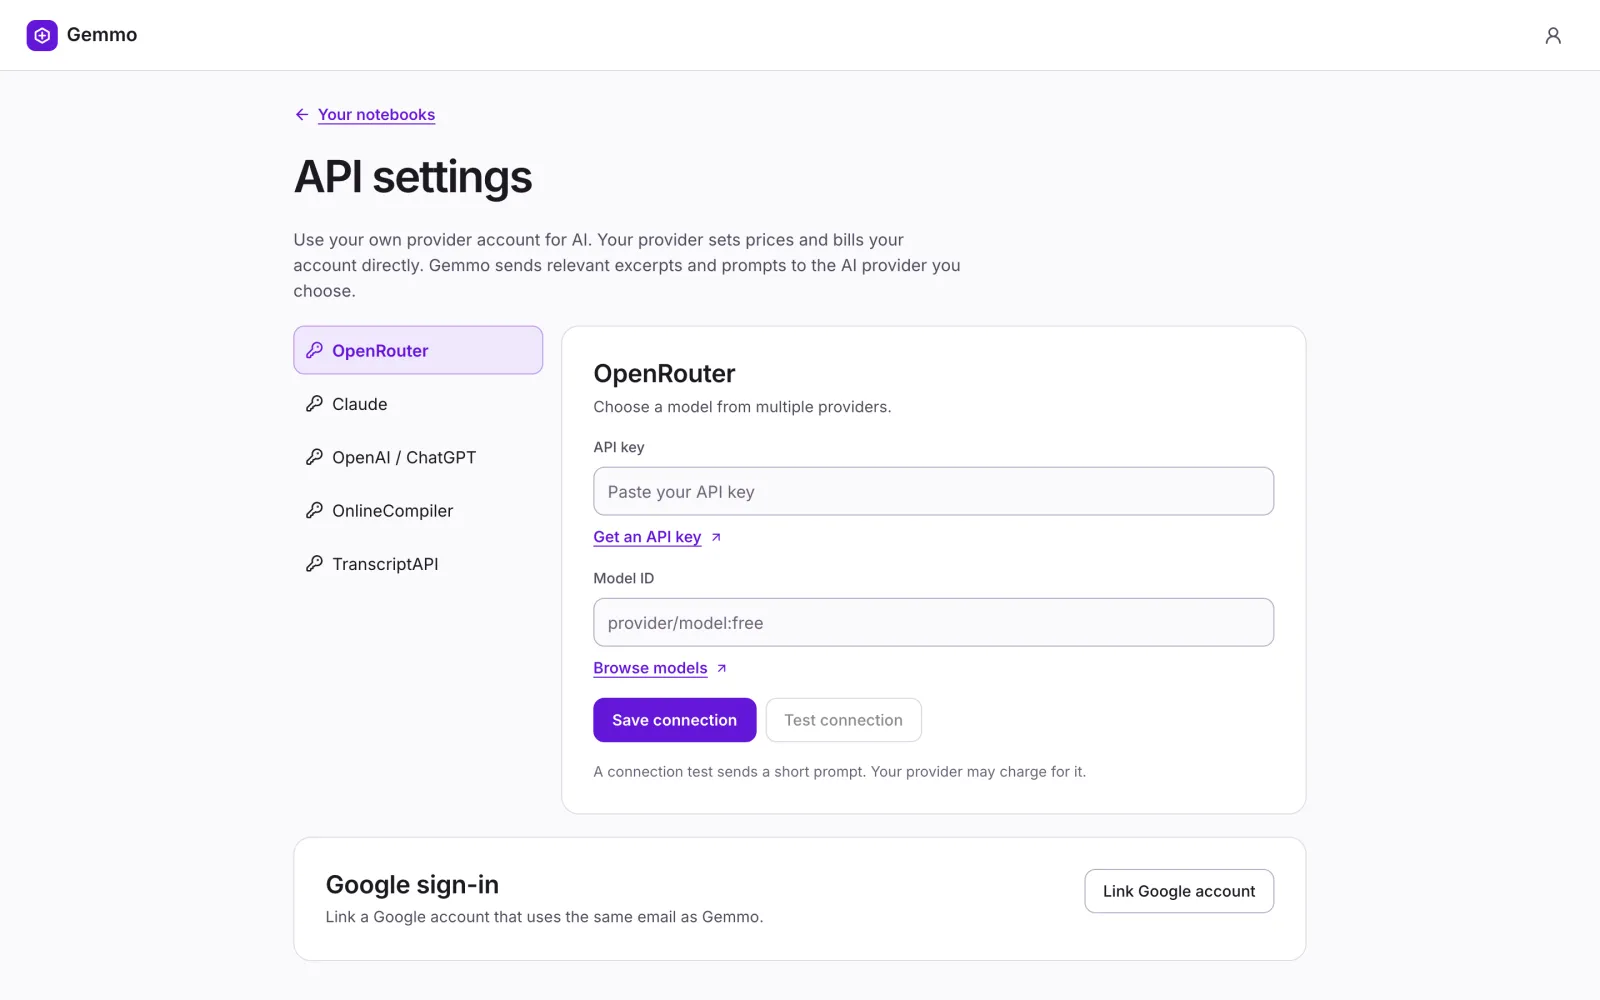 Gemmo
Your notebooks
API settings
Use your own provider account for AI. Your provider sets prices and bills your
account directly. Gemmo sends relevant excerpts and prompts to the AI provider you
choose.
OpenRouter
Claude
OpenAI / ChatGPT
OnlineCompiler
TranscriptAPI
OpenRouter
Choose a model from multiple providers.
API key
Paste your API key
Get an API key
Model ID
provider/model:free
Browse models
Save connection
Test connection
A connection test sends a short prompt. Your provider may charge for it.
Google sign-in
Link a Google account that uses the same email as Gemmo.
Link Google account